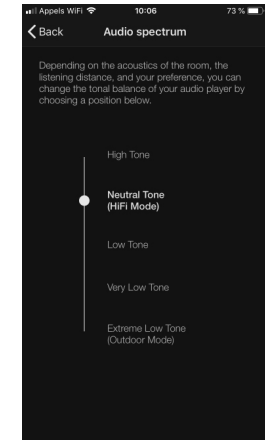 Appels WiFi 10:06 73 %
Back Audio spectrum
Depending on the acoustics of the room, the
listening distance, and your preference, you can
change the tonal balance of your audio player by
choosing a position below.
High Tone
Neutral Tone
(HiFi Mode)
Low Tone
Very Low Tone
Extreme Low Tone
(Outdoor Mode)